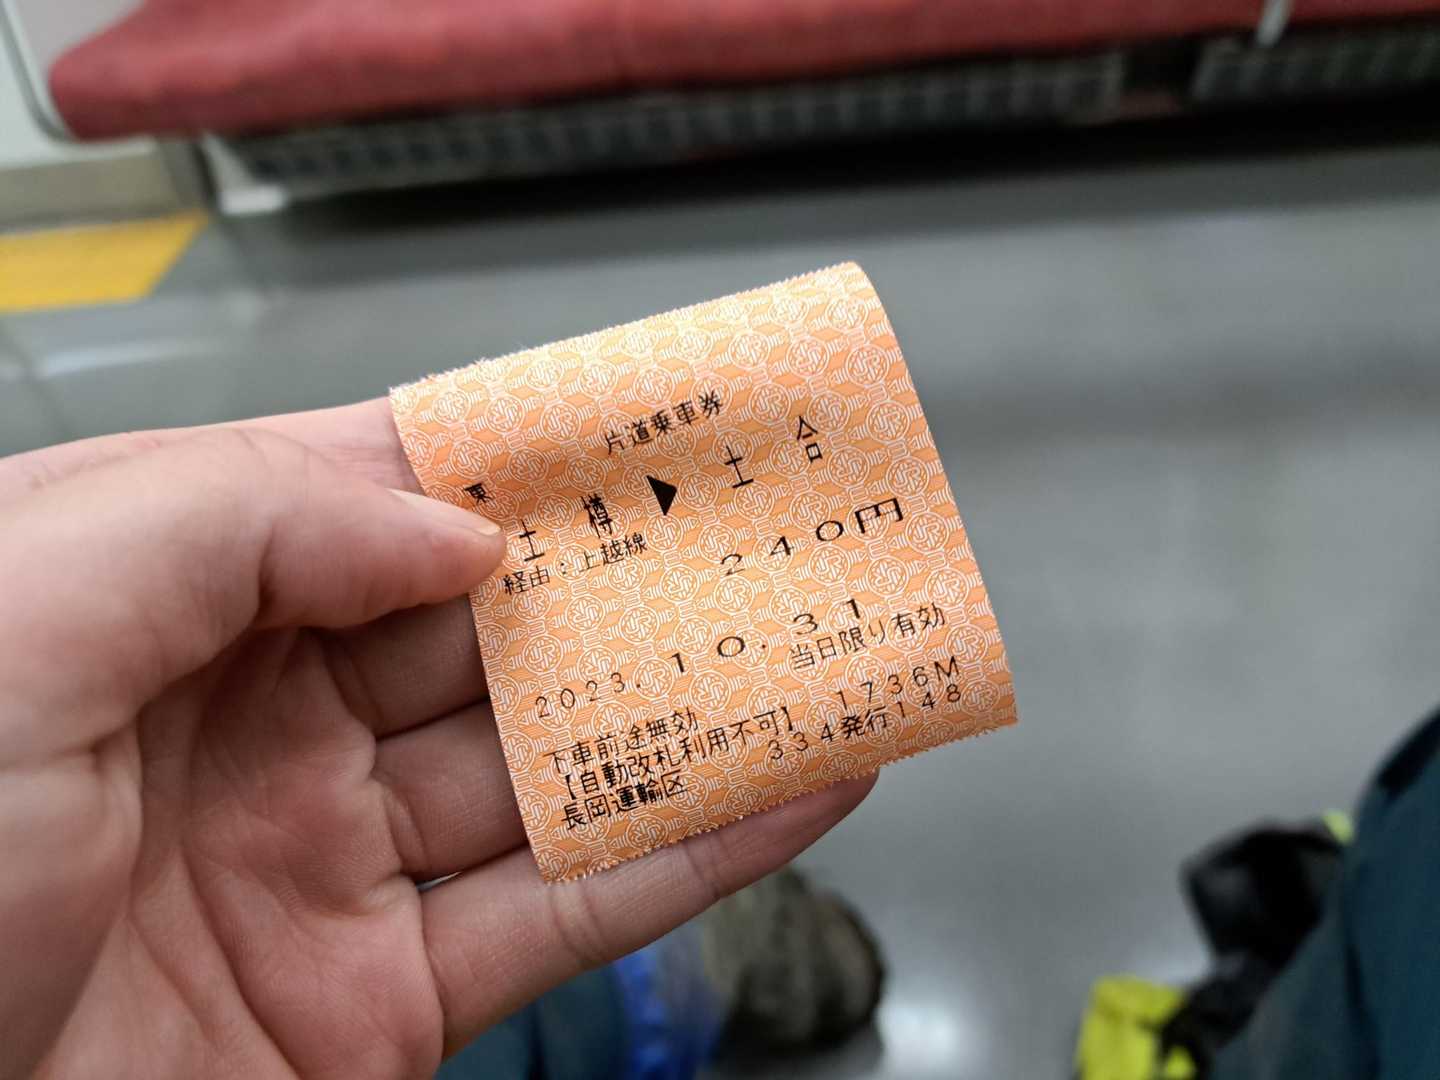 片道乗車券
東 土樽 ▶ 土合
経由:上越線
240円
2023.10.31
当日限り有効
下車前途無効 1736M
【自動改札利用不可】 334発行148
長岡運輸区